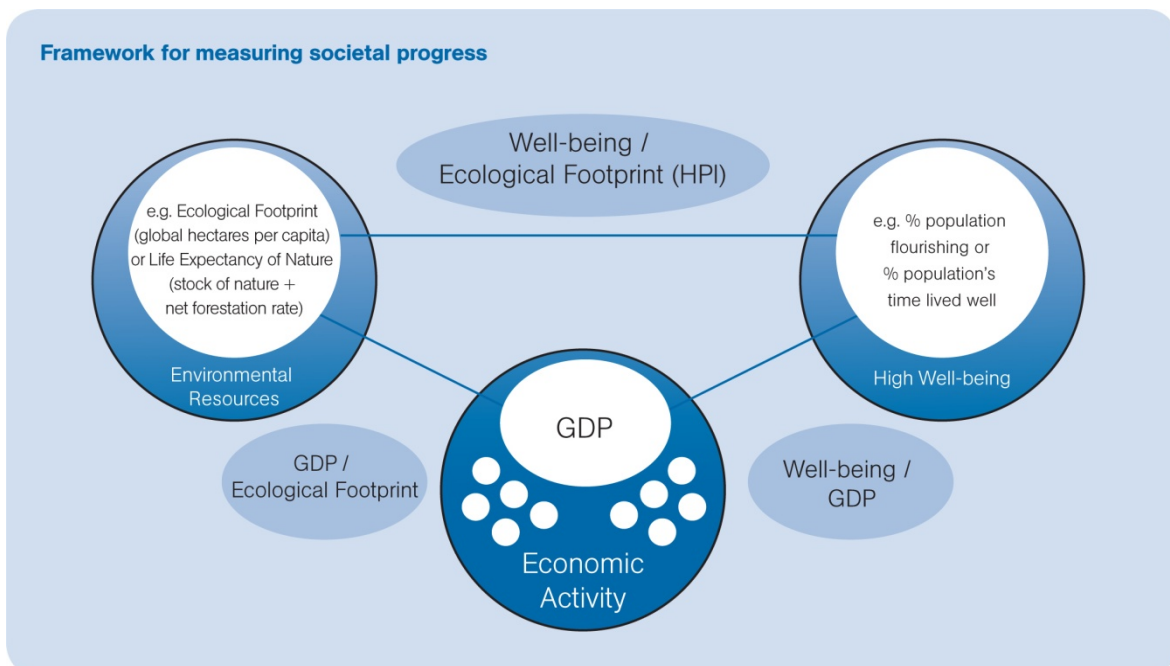 Framework for measuring societal progress
Well-being /
Ecological Footprint (HPI)
e.g. Ecological Footprint
(global hectares per capita)
or Life Expectancy of Nature
(stock of nature +
net forestation rate)
Environmental
Resources
e.g. % population
flourishing or
% population's
time lived well
High Well-being
GDP
Economic
Activity
GDP /
Ecological Footprint
Well-being /
GDP